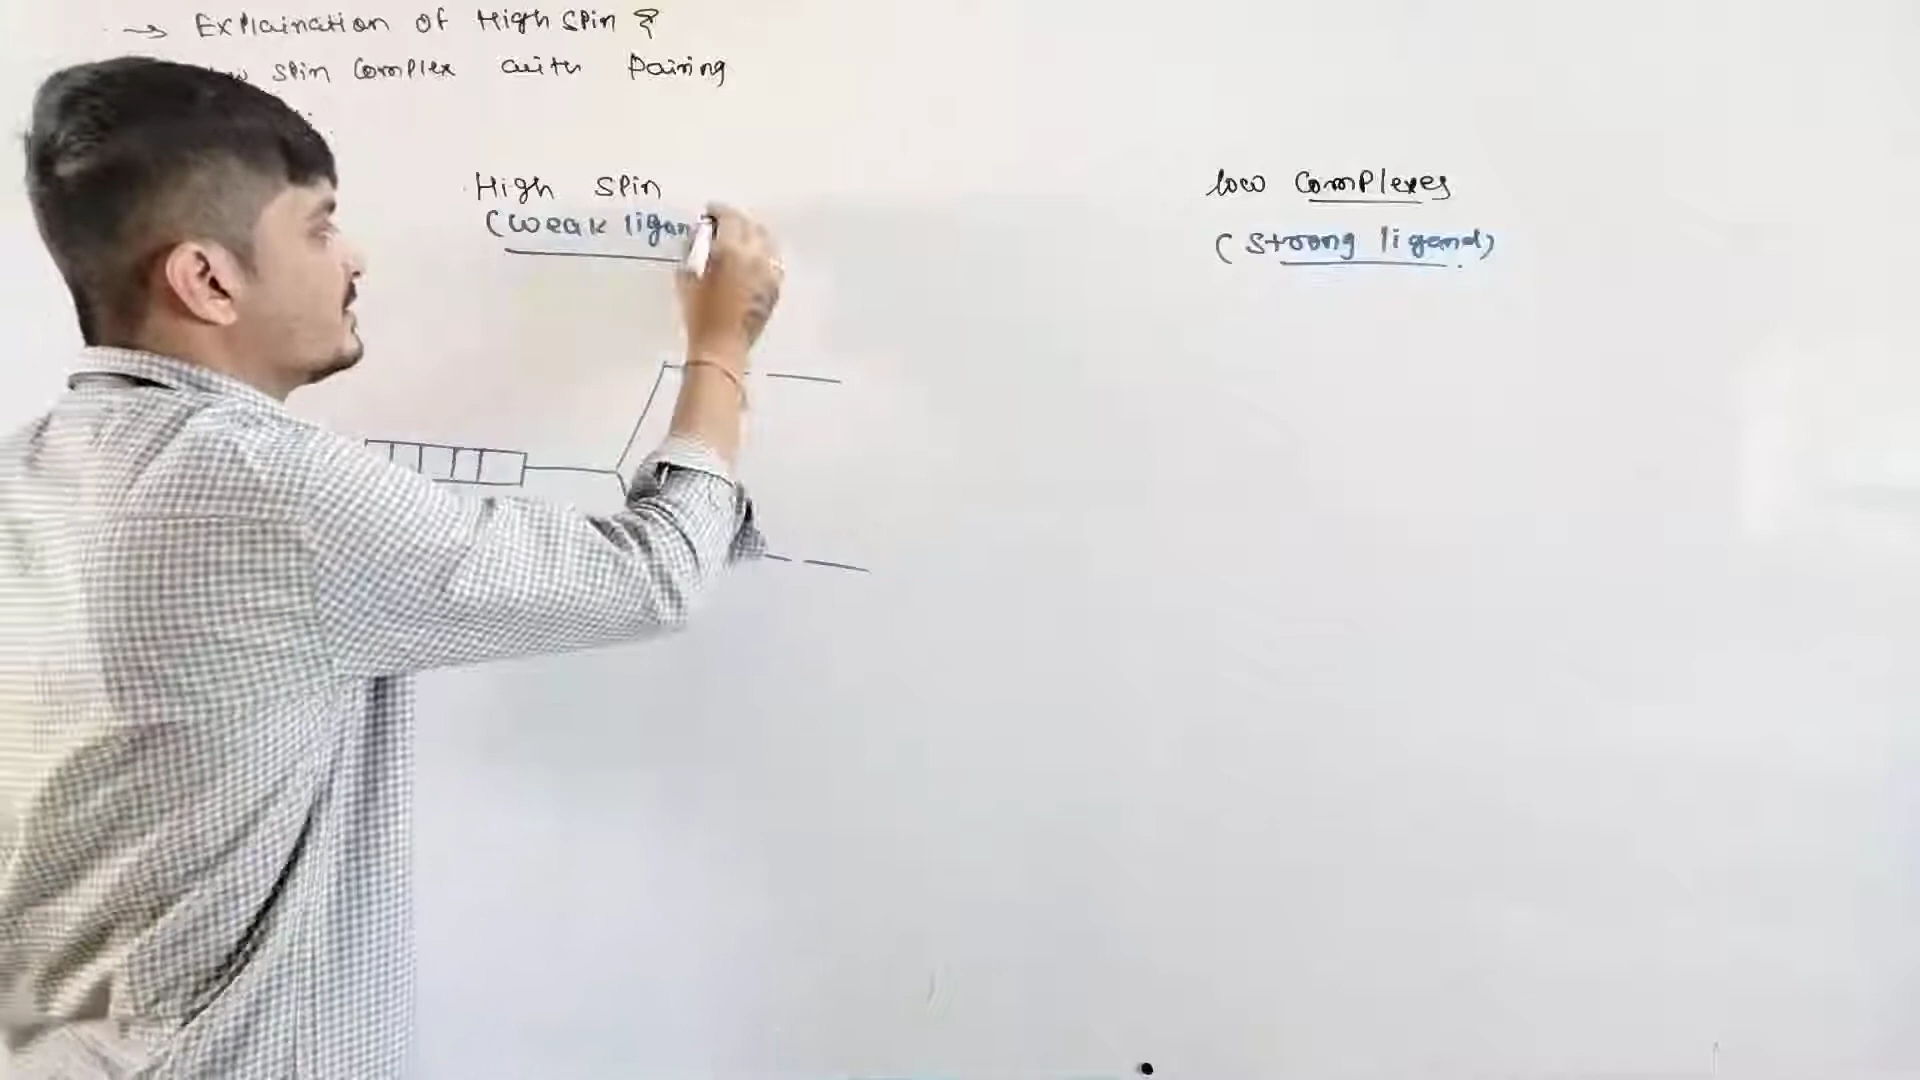 → Explaination of High spin &
spin Complex with Pairing
High spin
(weak ligand)
low Complexes
(strong ligand)